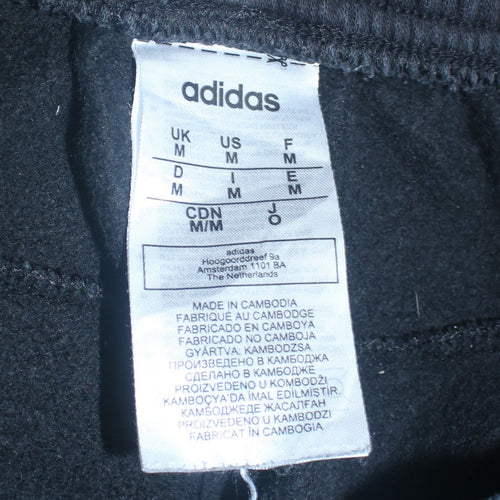 adidas
UK US F
M M M
D I E
M M M
CDN J
M/M O
adidas
Hoogoorddreef 9a
Amsterdam 1101 BA
The Netherlands
MADE IN CAMBODIA
FABRIQUÉ AU CAMBODGE
FABRICADO EN CAMBOYA
FABRICADO NO CAMBOJA
GYÁRTVA: KAMBODZSA
ПРОИЗВЕДЕНО В КАМБОДЖА
СДЕЛАНО В КАМБОДЖЕ
PROIZVEDENO U KOMBODŽI
KAMBOÇYA'DA IMAL EDİLMİŞTİR
КАМБОДЖЕДЕ ЖАСАЛҒАН
PROIZVEDENO U KAMBODZI
FABRICAT ÎN CAMBOGIA